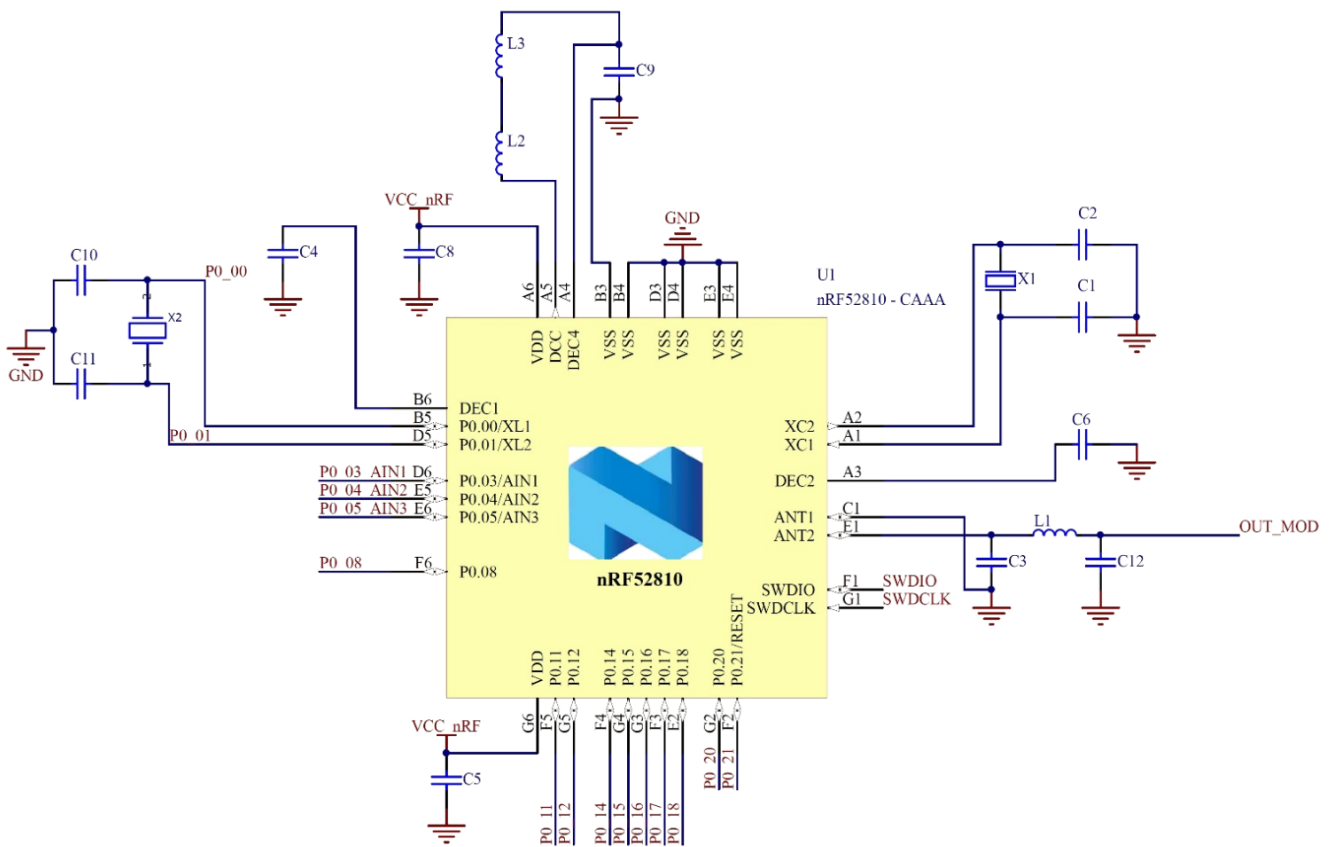 L3
C9
L2
VCC_nRF
GND
C2
C4
C8
C10
P0_00
U1
nRF52810 - CAAA
X1
C1
A6
A5
A4
B3
B4
D3
D4
E3
E4
2
X2
1
VDD
DCC
DEC4
VSS
VSS
VSS
VSS
VSS
VSS
GND
C11
B6
DEC1
B5
P0.00/XL1
P0_01
D5
P0.01/XL2
XC2
A2
XC1
A1
C6
P0_03_AIN1
D6
P0.03/AIN1
DEC2
A3
P0_04_AIN2
E5
P0.04/AIN2
P0_05_AIN3
E6
P0.05/AIN3
ANT1
C1
ANT2
E1
L1
OUT_MOD
C3
C12
P0_08
F6
P0.08
nRF52810
SWDIO
F1
SWDIO
SWDCLK
G1
SWDCLK
VDD
P0.11
P0.12
P0.14
P0.15
P0.16
P0.17
P0.18
P0.20
P0.21/RESET
VCC_nRF
G6
F5
G5
F4
G4
G3
F3
E2
G2
F2
C5
P0_20
P0_21
P0_11
P0_12
P0_14
P0_15
P0_16
P0_17
P0_18